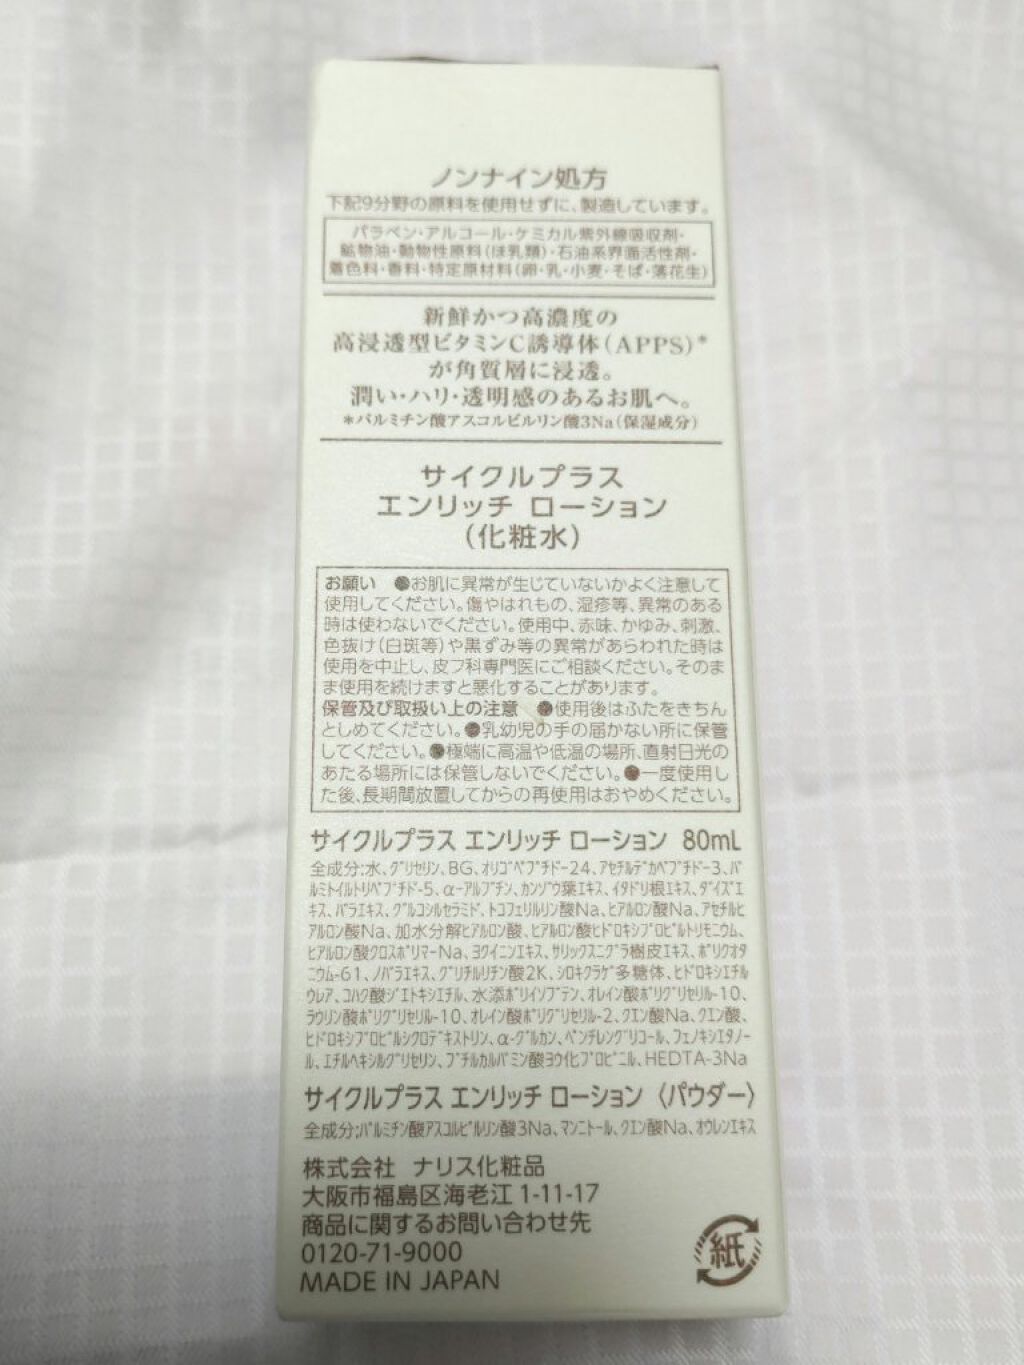 ノンナイン処方
下記9分野の原料を使用せずに、製造しています。
パラベン・アルコール・ケミカル紫外線吸収剤・
鉱物油・動物性原料(ほ乳類)・石油系界面活性剤・
着色料・香料・特定原材料(卵・乳・小麦・そば・落花生)
新鮮かつ高濃度の
高浸透型ビタミンC誘導体(APPS)*
が角質層に浸透。
潤い・ハリ・透明感のあるお肌へ。
*パルミチン酸アスコルビルリン酸3Na(保湿成分)
サイクルプラス
エンリッチ ローション
(化粧水)
お願い ●お肌に異常が生じていないかよく注意して
使用してください。傷やはれもの、湿疹等、異常のある
時は使わないでください。使用中、赤味、かゆみ、刺激、
色抜け(白斑等)や黒ずみ等の異常があらわれた時は
使用を中止し、皮フ科専門医にご相談ください。そのま
ま使用を続けますと悪化することがあります。
保管及び取扱い上の注意 ●使用後はふたをきちん
としめてください。●乳幼児の手の届かない所に保管
してください。●極端に高温や低温の場所、直射日光の
あたる場所には保管しないでください。●一度使用し
た後、長期間放置してからの再使用はおやめください。
サイクルプラス エンリッチ ローション 80mL
全成分:水、グリセリン、BG、オリゴペプチド-24、アセチルデカペプチド-3、パ
ルミトイルトリペプチド-5、α-アルブチン、カンゾウ葉エキス、イタドリ根エキス、ダイズエ
キス、バラエキス、グルコシルセラミド、トコフェリルリン酸Na、ヒアルロン酸Na、アセチルヒ
アルロン酸Na、加水分解ヒアルロン酸、ヒアルロン酸ヒドロキシプロピルトリモニウム、
ヒアルロン酸クロスポリマーNa、ヨクイニンエキス、サリックスニグラ樹皮エキス、ポリクオタ
ニウム-61、ノバラエキス、グリチルリチン酸2K、シロキクラゲ多糖体、ヒドロキシエチル
ウレア、コハク酸ジエトキシエチル、水添ポリイソブテン、オレイン酸ポリグリセリル-10、
ラウリン酸ポリグリセリル-10、オレイン酸ポリグリセリル-2、クエン酸Na、クエン酸、
ヒドロキシプロピルシクロデキストリン、α-グルカン、ペンチレングリコール、フェノキシエタノー
ル、エチルヘキシルグリセリン、ブチルカルバミン酸ヨウ化プロピニル、HEDTA-3Na
サイクルプラス エンリッチ ローション〈パウダー〉
全成分:パルミチン酸アスコルビルリン酸3Na、マンニトール、クエン酸Na、オウレンエキス
株式会社 ナリス化粧品
大阪市福島区海老江 1-11-17
商品に関するお問い合わせ先
0120-71-9000
MADE IN JAPAN
紙